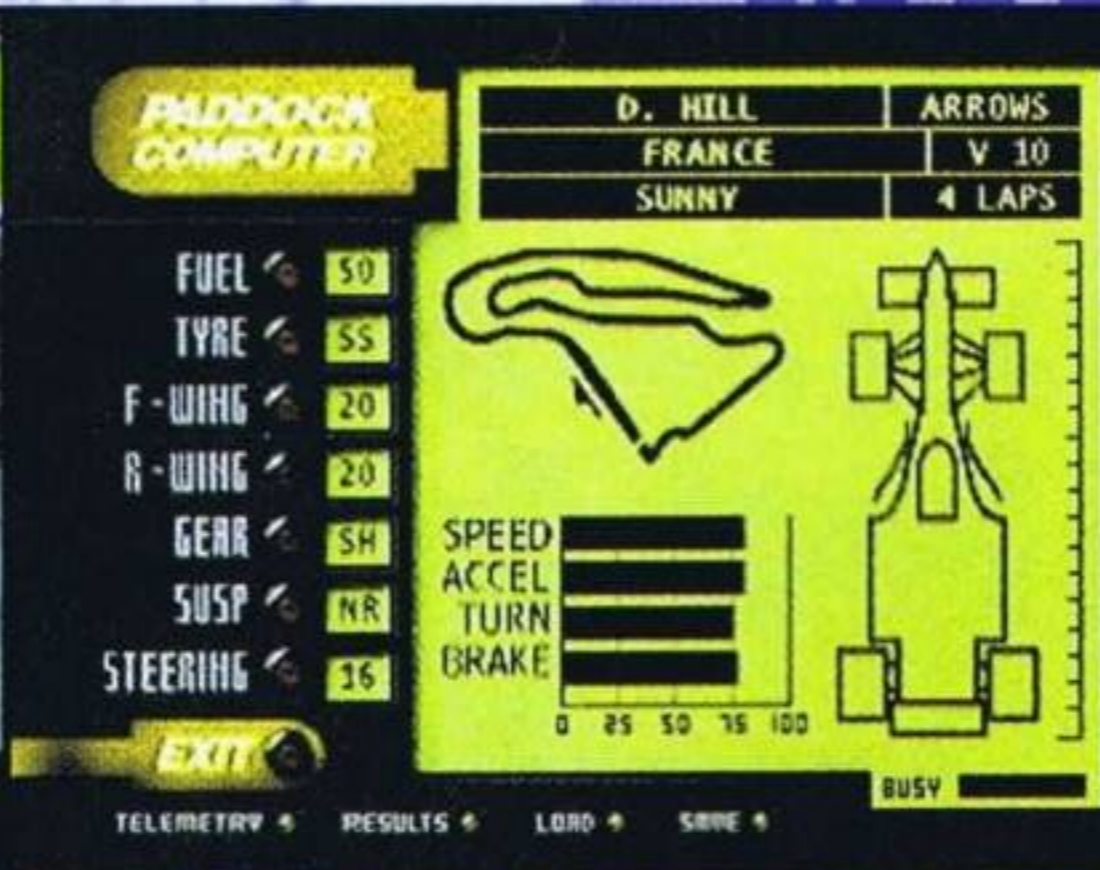 PADDOCK
COMPUTER
D. HILL ARROWS
FRANCE V 10
SUNNY 4 LAPS
FUEL 50
TYRE SS
F-WING 20
R-WING 20
GEAR SH
SUSP NR
STEERING 16
SPEED
ACCEL
TURN
BRAKE
0 25 50 75 100
EXIT
BUSY
TELEMETRY RESULTS LOAD SAVE